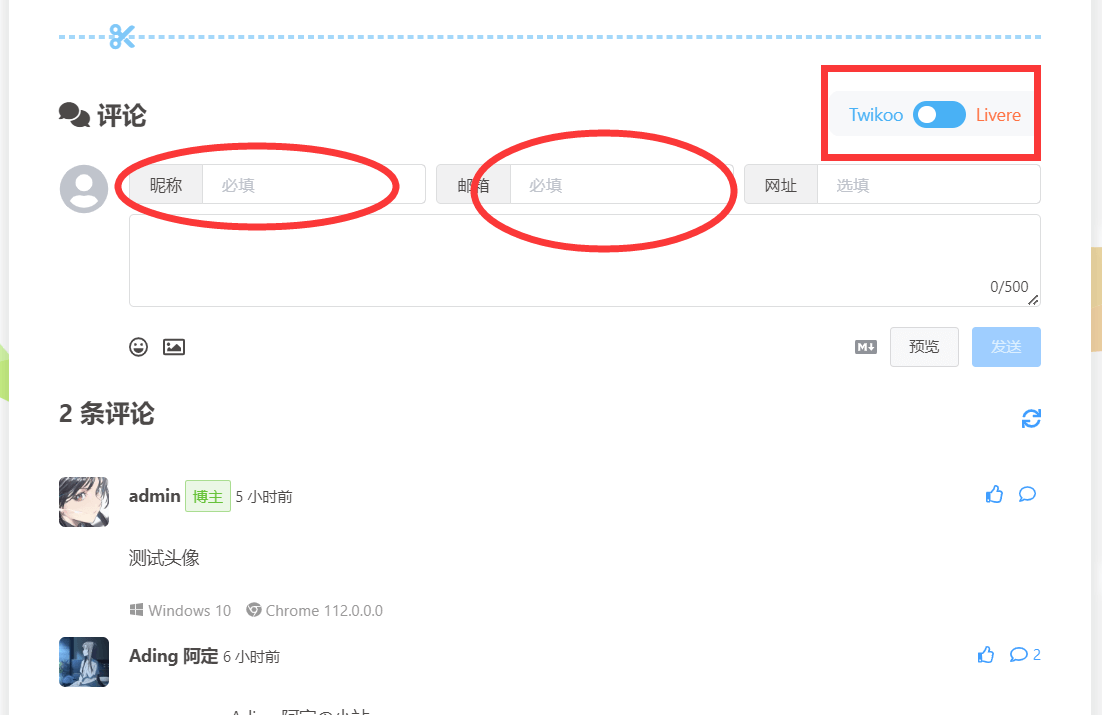 评论
Twikoo Livere
昵称 必填 邮箱 必填 网址 选填
0/500
M↓ 预览 发送
2 条评论
admin 博主 5 小时前
测试头像
Windows 10 Chrome 112.0.0.0
Ading 阿定 6 小时前
2